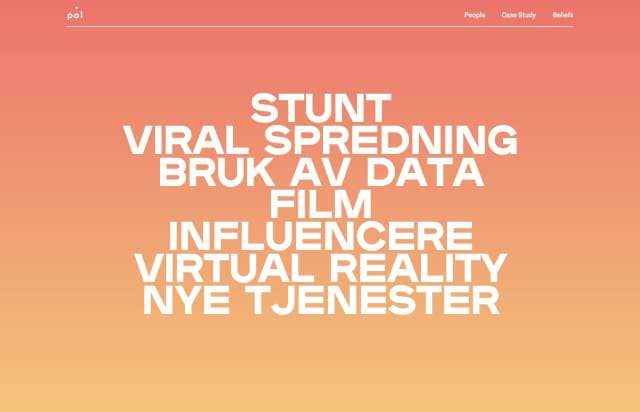 pol
People Case-Study Beliefs
STUNT
VIRAL SPREDNING
BRUK AV DATA
FILM
INFLUENCERE
VIRTUAL REALITY
NYE TJENESTER